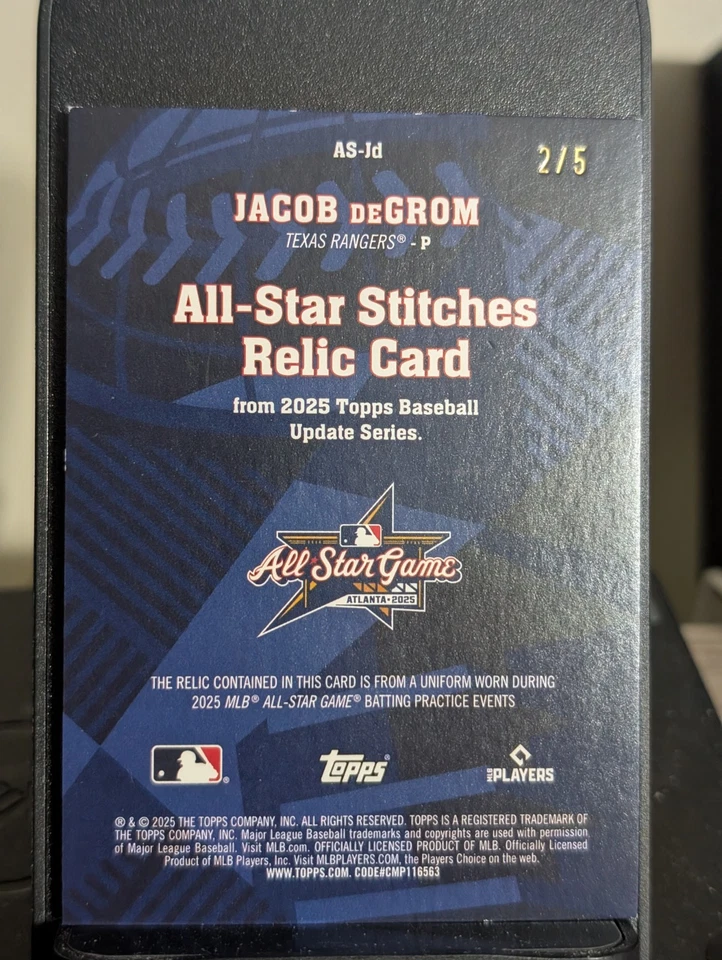 AS-Jd
2/5
JACOB DEGROM
TEXAS RANGERS® - P
All-Star Stitches
Relic Card
from 2025 Topps Baseball
Update Series.
All Star Game
ATLANTA • 2025
THE RELIC CONTAINED IN THIS CARD IS FROM A UNIFORM WORN DURING
2025 MLB® ALL-STAR GAME® BATTING PRACTICE EVENTS
®
Topps®
MLB PLAYERS
® & © 2025 THE TOPPS COMPANY, INC. ALL RIGHTS RESERVED. TOPPS IS A REGISTERED TRADEMARK OF
THE TOPPS COMPANY, INC. Major League Baseball trademarks and copyrights are used with permission
of Major League Baseball. Visit MLB.com. OFFICIALLY LICENSED PRODUCT OF MLB. Officially Licensed
Product of MLB Players, Inc. Visit MLBPLAYERS.COM, the Players Choice on the web.
WWW.TOPPS.COM. CODE#CMP116563